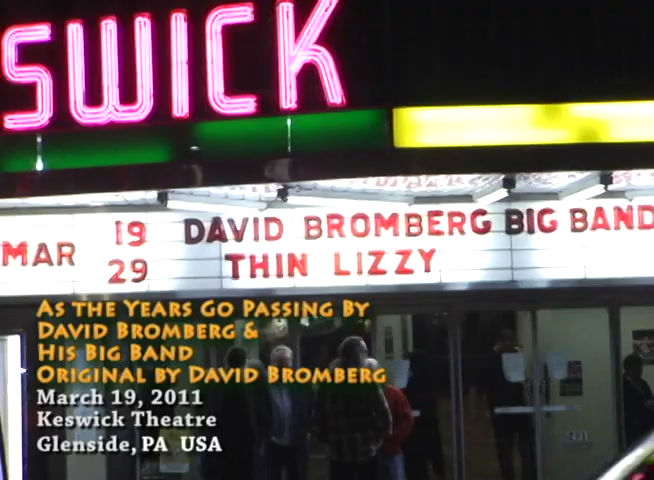 SWICK
MAR 19 DAVID BROMBERG BIG BAND
29 THIN LIZZY
As the Years Go Passing By
David Bromberg &
His Big Band
Original by David Bromberg
March 19, 2011
Keswick Theatre
Glenside, PA USA